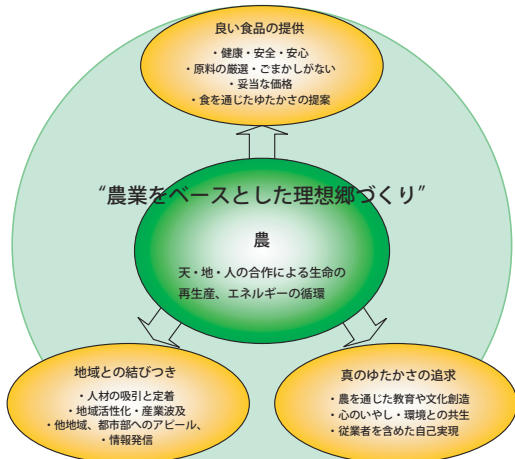 良い食品の提供
・健康・安全・安心
・原料の厳選・ごまかしがない
・妥当な価格
・食を通じたゆたかさの提案
“農業をベースとした理想郷づくり”
農
天・地・人の合作による生命の
再生産、エネルギーの循環
地域との結びつき
・人材の吸引と定着
・地域活性化・産業波及
・他地域、都市部へのアピール、
・情報発信
真のゆたかさの追求
・農を通じた教育や文化創造
・心のいやし・環境との共生
・従業者を含めた自己実現